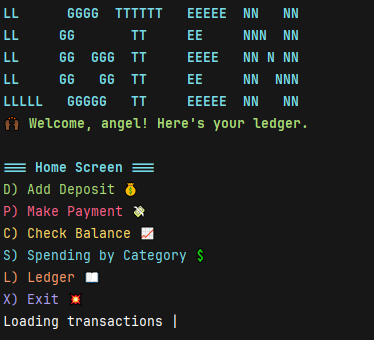 LL      GGGG  TTTTTT   EEEEE  NN   NN
LL     GG       TT     EE     NNN  NN
LL     GG  GGG  TT     EEEE   NN N NN
LL     GG   GG  TT     EE     NN  NNN
LLLLL   GGGGG   TT     EEEEE  NN   NN
🙌🏾 Welcome, angel! Here's your ledger.
═══ Home Screen ═══
D) Add Deposit 💰
P) Make Payment 💸
C) Check Balance 📈
S) Spending by Category 💲
L) Ledger 📖
X) Exit 💥
Loading transactions |